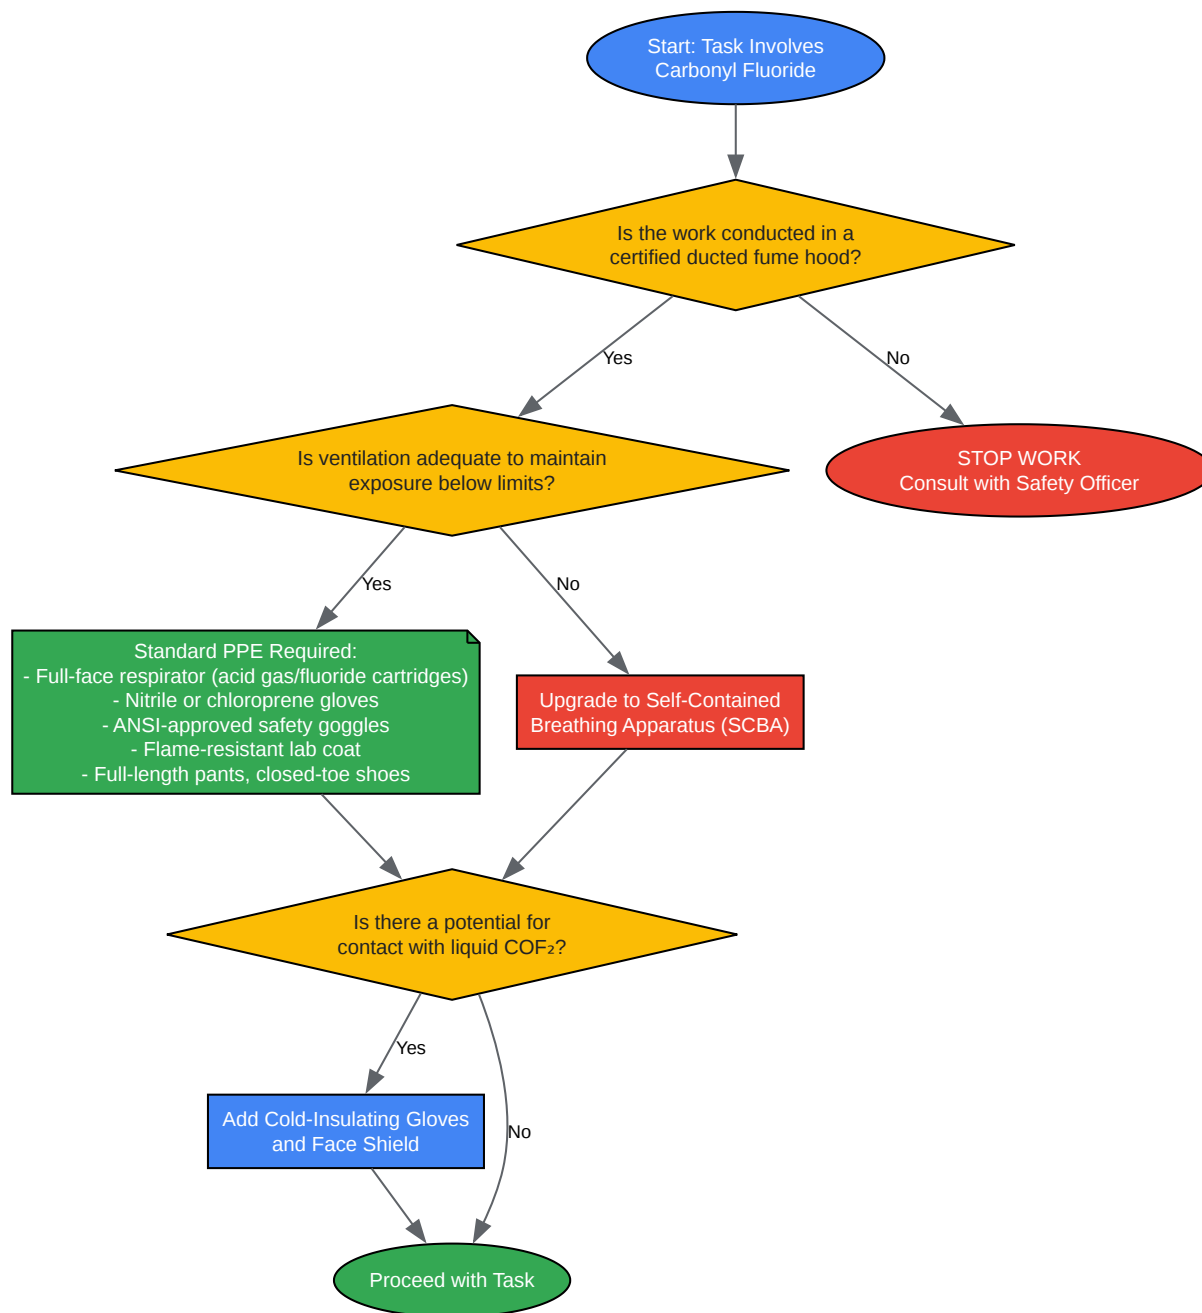 Start: Task Involves
Carbonyl Fluoride
Is the work conducted in a
certified ducted fume hood?
Yes
No
Is ventilation adequate to maintain
exposure below limits?
STOP WORK
Consult with Safety Officer
Yes
No
Standard PPE Required:
- Full-face respirator (acid gas/fluoride cartridges)
- Nitrile or chloroprene gloves
- ANSI-approved safety goggles
- Flame-resistant lab coat
- Full-length pants, closed-toe shoes
Upgrade to Self-Contained
Breathing Apparatus (SCBA)
Is there a potential for
contact with liquid COF₂?
Yes
No
Add Cold-Insulating Gloves
and Face Shield
Proceed with Task